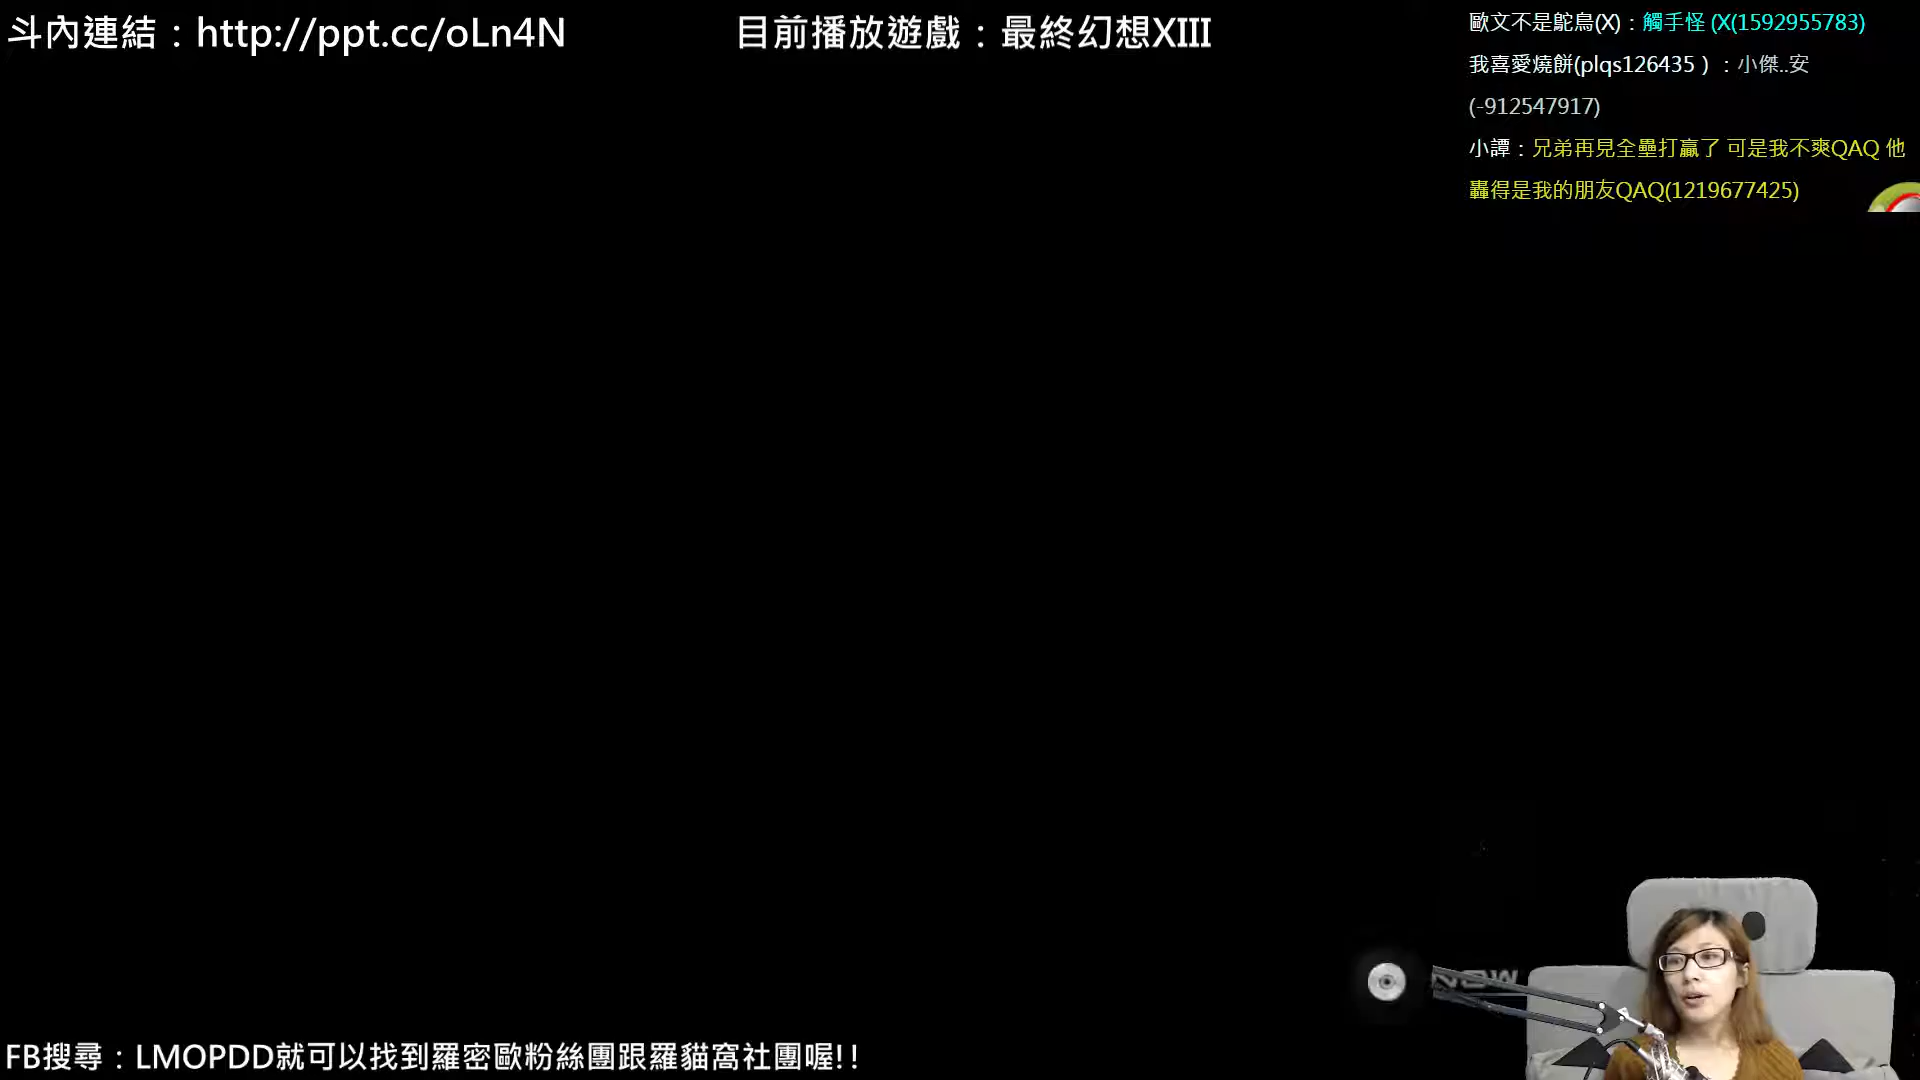 斗內連結：http://ppt.cc/oLn4N
目前播放遊戲：最終幻想XIII
歐文不是鴕鳥(X)：觸手怪 (X(1592955783)
我喜愛燒餅(plqs126435 )：小傑..安
(-912547917)
小譚：兄弟再見全壘打贏了 可是我不爽QAQ 他
轟得是我的朋友QAQ(1219677425)
FB搜尋：LMOPDD就可以找到羅密歐粉絲團跟羅貓窩社團喔!!